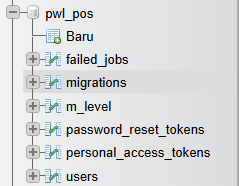 pwl_pos
Baru
failed_jobs
migrations
m_level
password_reset_tokens
personal_access_tokens
users